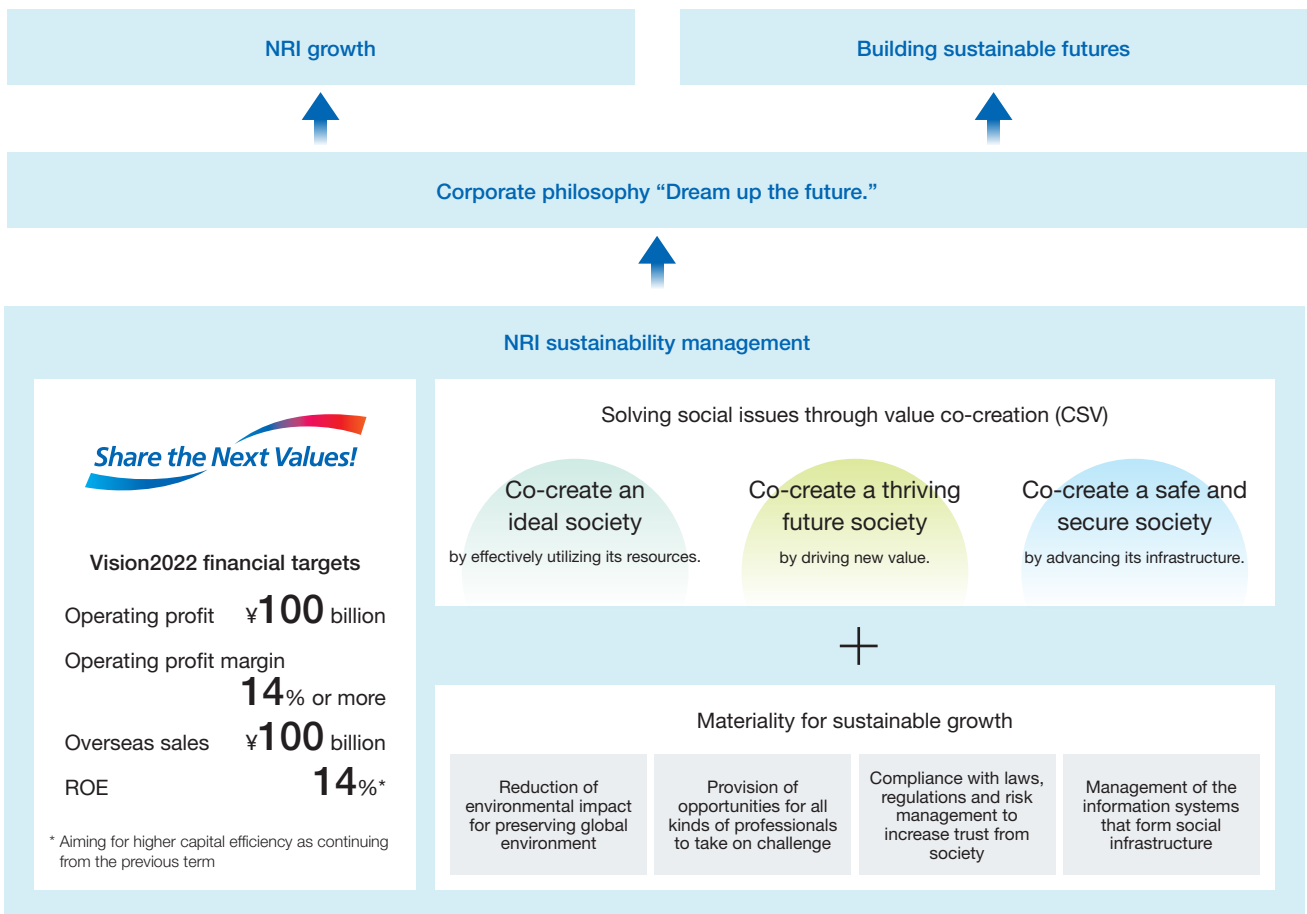 NRI growth
Building sustainable futures
Corporate philosophy “Dream up the future.”
NRI sustainability management
Share the Next Values!
Vision2022 financial targets
Operating profit ¥100 billion
Operating profit margin
14% or more
Overseas sales ¥100 billion
ROE 14%*
* Aiming for higher capital efficiency as continuing
from the previous term
Solving social issues through value co-creation (CSV)
Co-create an
ideal society
by effectively utilizing its resources.
Co-create a thriving
future society
by driving new value.
Co-create a safe and
secure society
by advancing its infrastructure.
+
Materiality for sustainable growth
Reduction of
environmental impact
for preserving global
environment
Provision of
opportunities for all
kinds of professionals
to take on challenge
Compliance with laws,
regulations and risk
management to
increase trust from
society
Management of the
information systems
that form social
infrastructure